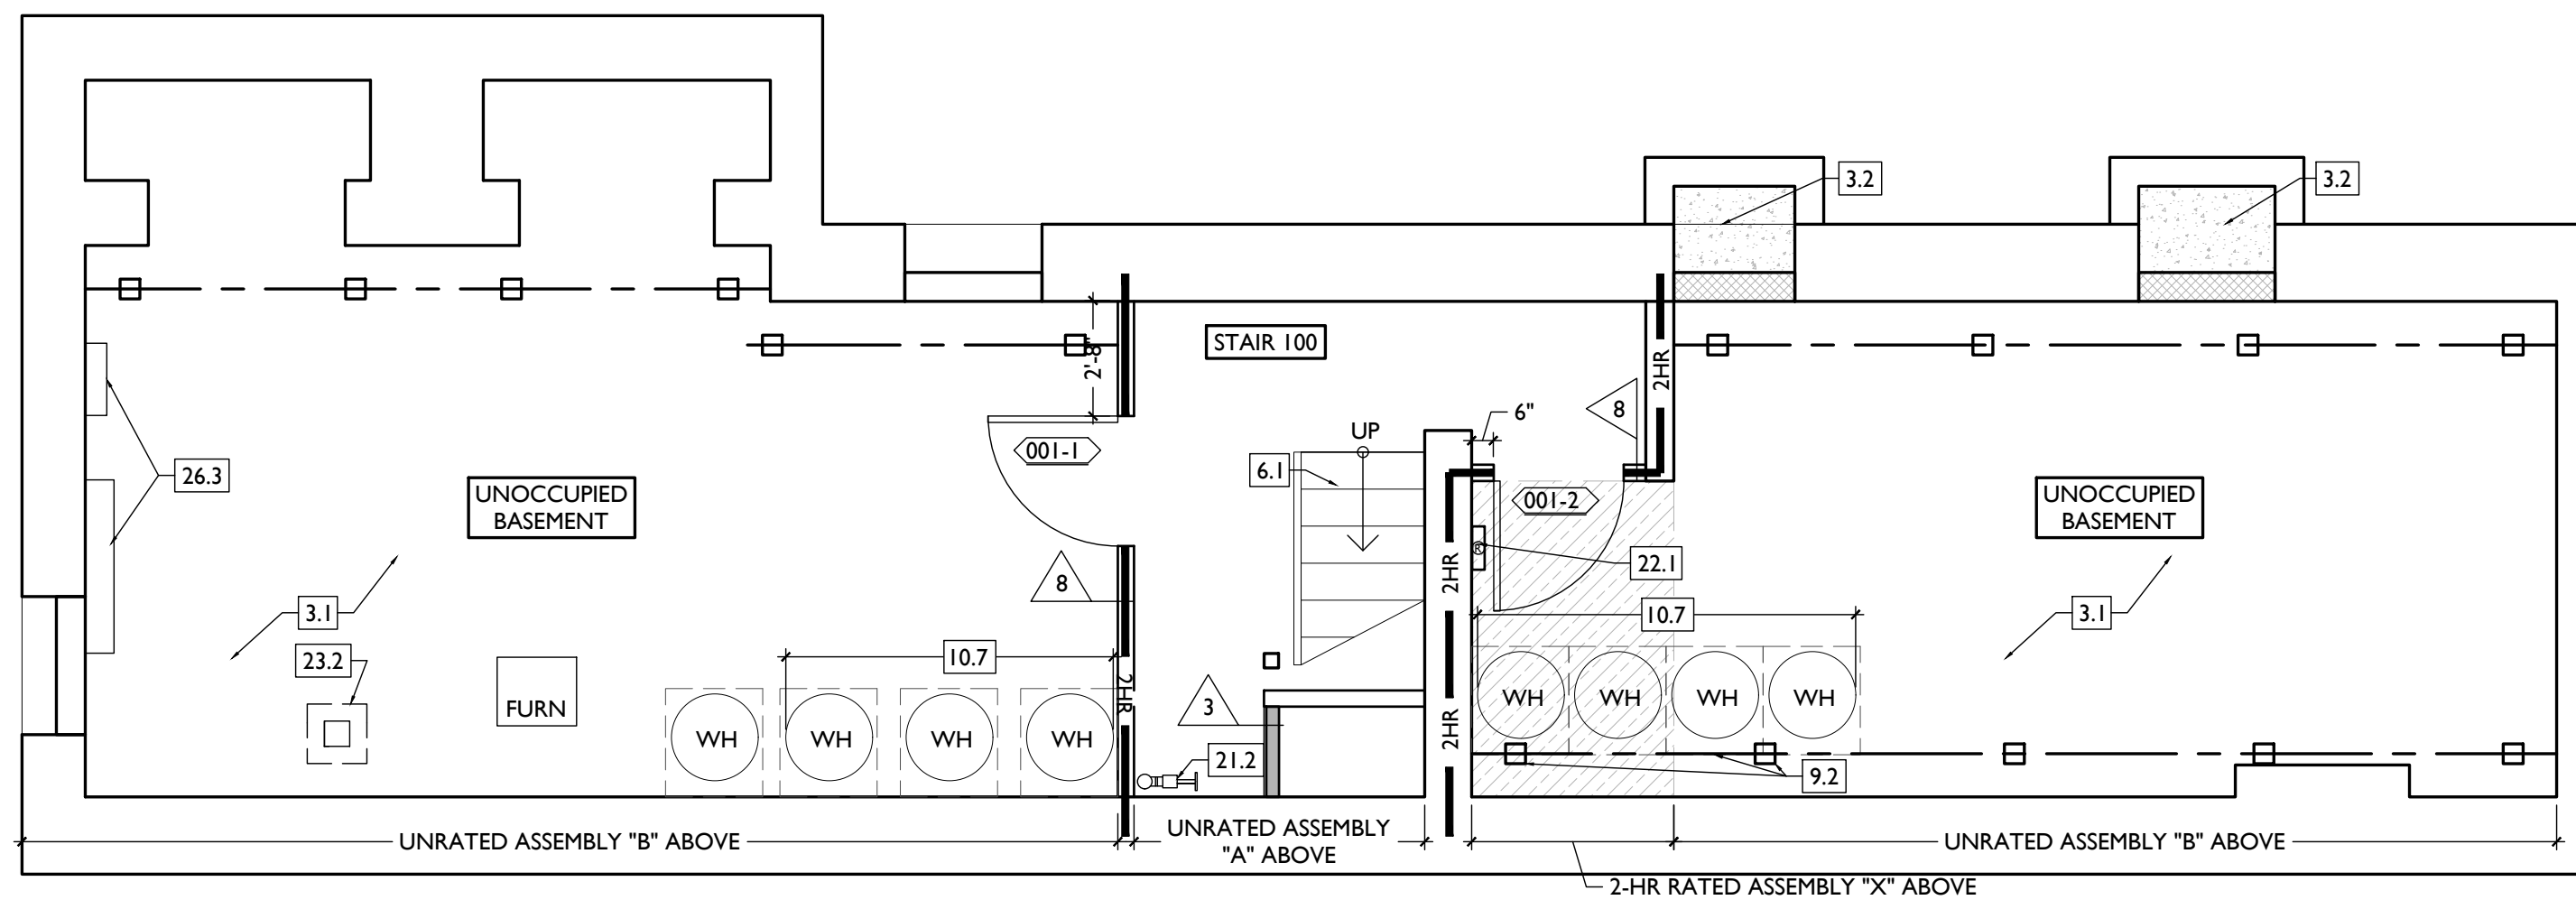 3.2
3.2
STAIR 100
2HR
2'-8"
8
6"
UP
001-1
6.1
26.3
UNOCCUPIED
BASEMENT
001-2
UNOCCUPIED
BASEMENT
2HR
22.1
8
3.1
10.7
3.1
23.2
10.7
FURN
2HR
3
2HR
WH
WH
WH
WH
WH
WH
WH
WH
21.2
9.2
UNRATED ASSEMBLY "B" ABOVE
UNRATED ASSEMBLY
"A" ABOVE
UNRATED ASSEMBLY "B" ABOVE
2-HR RATED ASSEMBLY "X" ABOVE
R